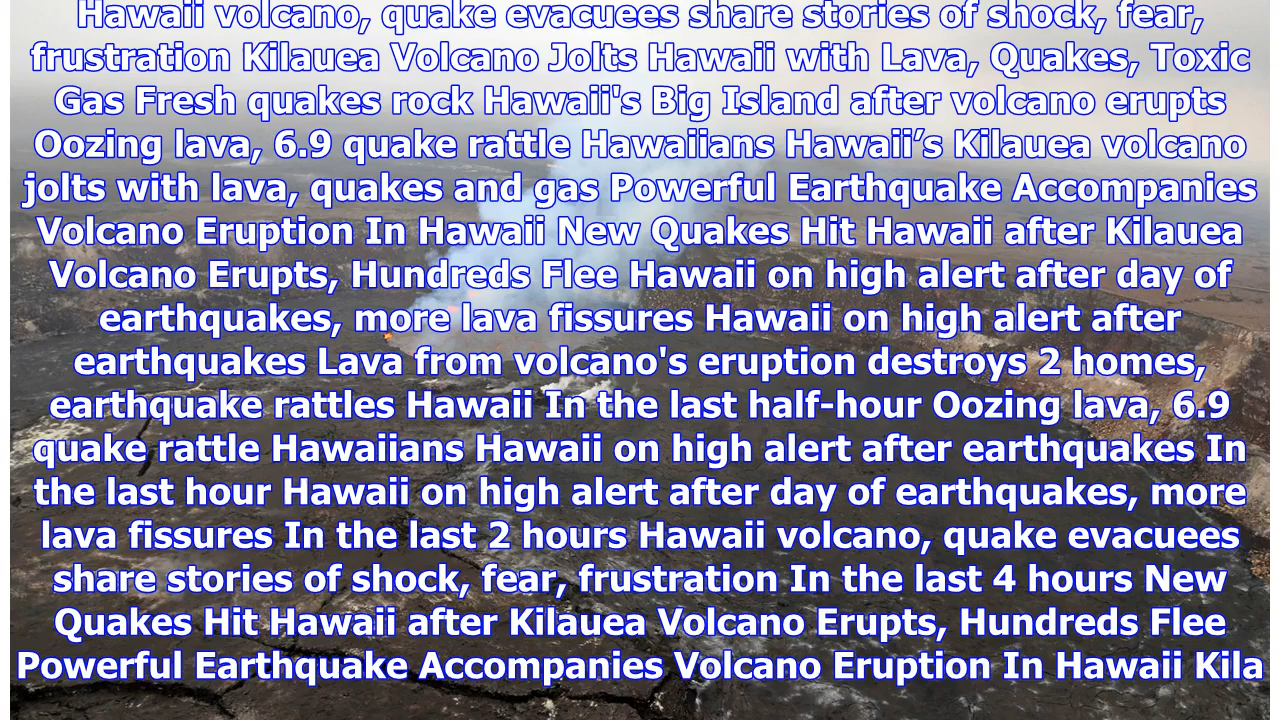 Hawaii volcano, quake evacuees share stories of shock, fear,
frustration Kilauea Volcano Jolts Hawaii with Lava, Quakes, Toxic
Gas Fresh quakes rock Hawaii's Big Island after volcano erupts
Oozing lava, 6.9 quake rattle Hawaiians Hawaii’s Kilauea volcano
jolts with lava, quakes and gas Powerful Earthquake Accompanies
Volcano Eruption In Hawaii New Quakes Hit Hawaii after Kilauea
Volcano Erupts, Hundreds Flee Hawaii on high alert after day of
earthquakes, more lava fissures Hawaii on high alert after
earthquakes Lava from volcano's eruption destroys 2 homes,
earthquake rattles Hawaii In the last half-hour Oozing lava, 6.9
quake rattle Hawaiians Hawaii on high alert after earthquakes In
the last hour Hawaii on high alert after day of earthquakes, more
lava fissures In the last 2 hours Hawaii volcano, quake evacuees
share stories of shock, fear, frustration In the last 4 hours New
Quakes Hit Hawaii after Kilauea Volcano Erupts, Hundreds Flee
Powerful Earthquake Accompanies Volcano Eruption In Hawaii Kila